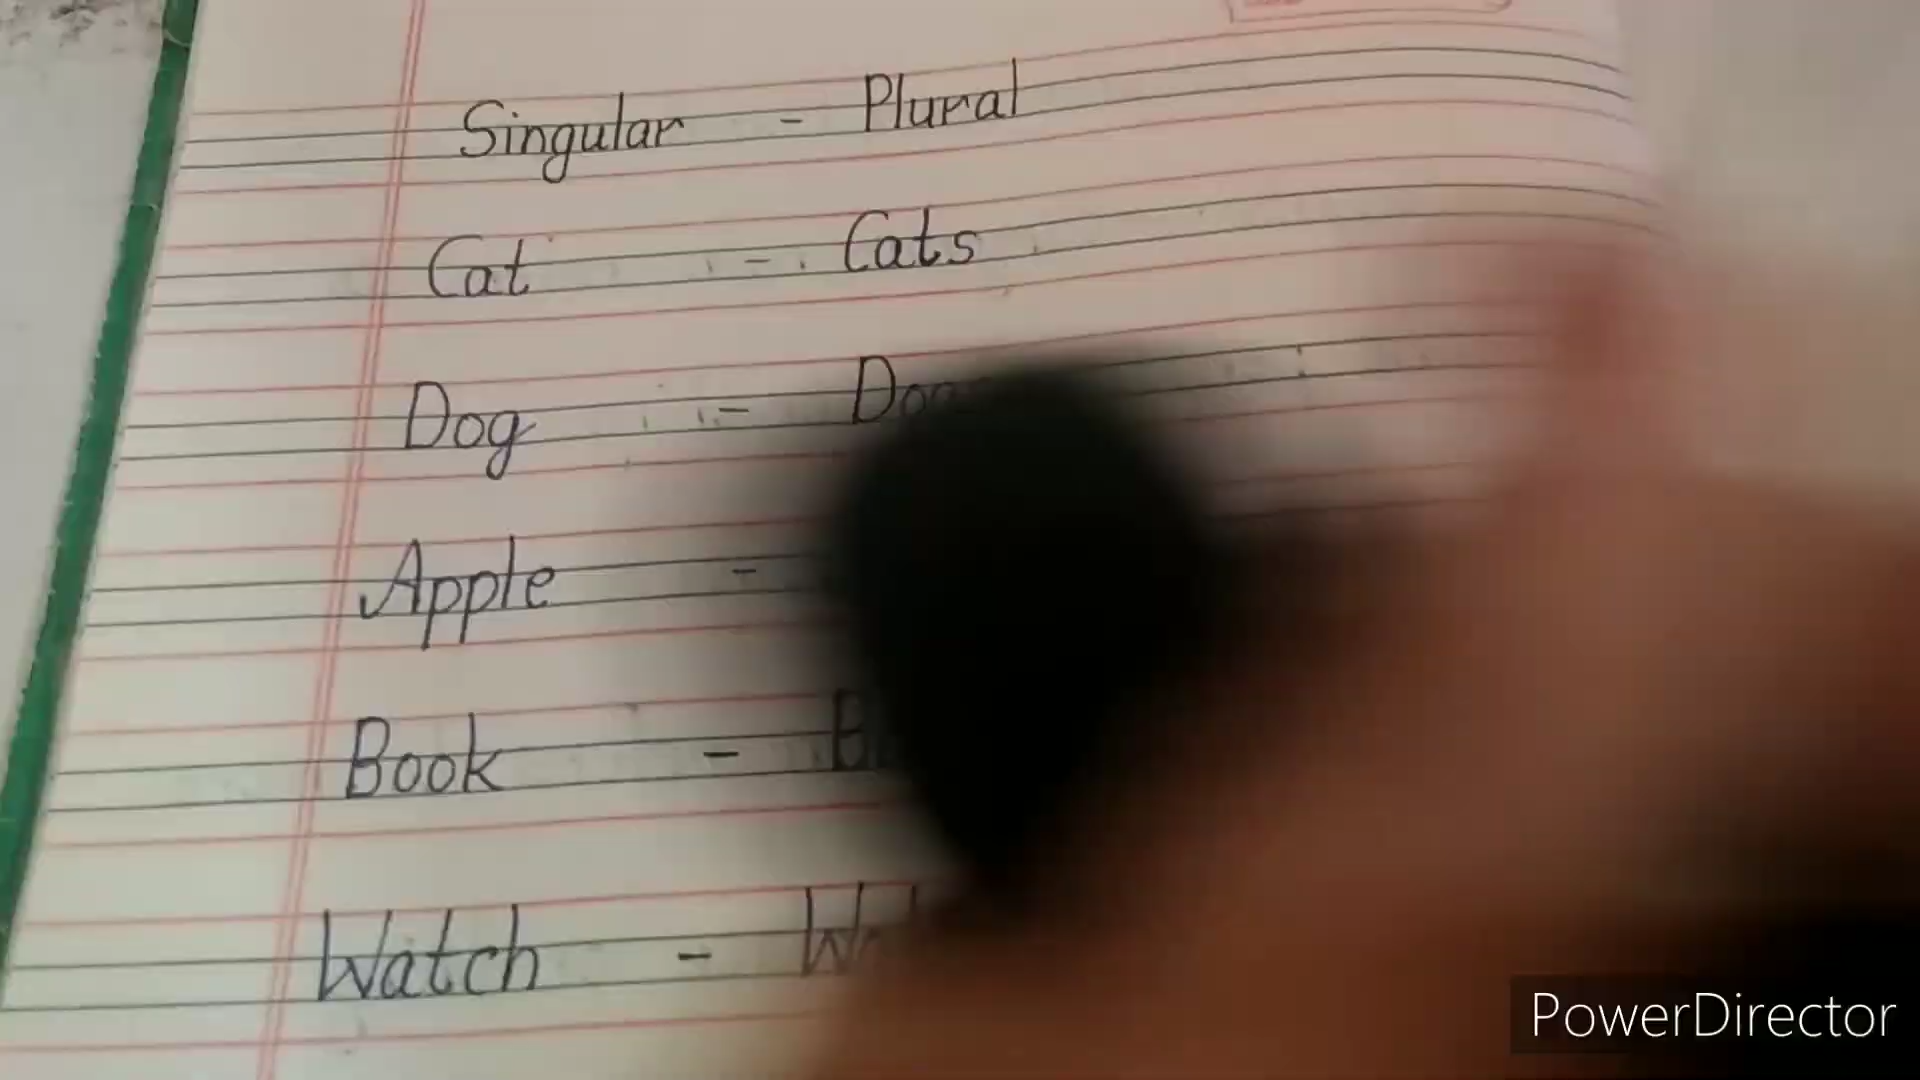 Singular - Plural
Cat - Cats
Dog -
Apple -
Book -
Watch -
PowerDirector